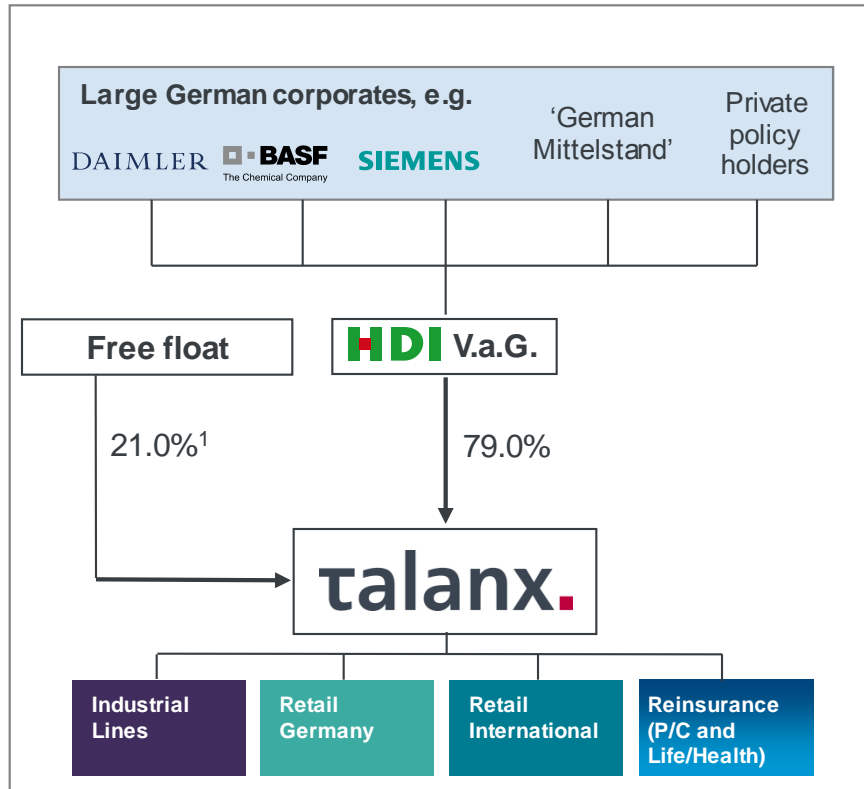 Large German corporates, e.g.
DAIMLER
BASF
The Chemical Company
SIEMENS
‘German
Mittelstand’
Private
policy
holders
Free float
HDI V.a.G.
21.0%¹
79.0%
τalanx.
Industrial
Lines
Retail
Germany
Retail
International
Reinsurance
(P/C and
Life/Health)